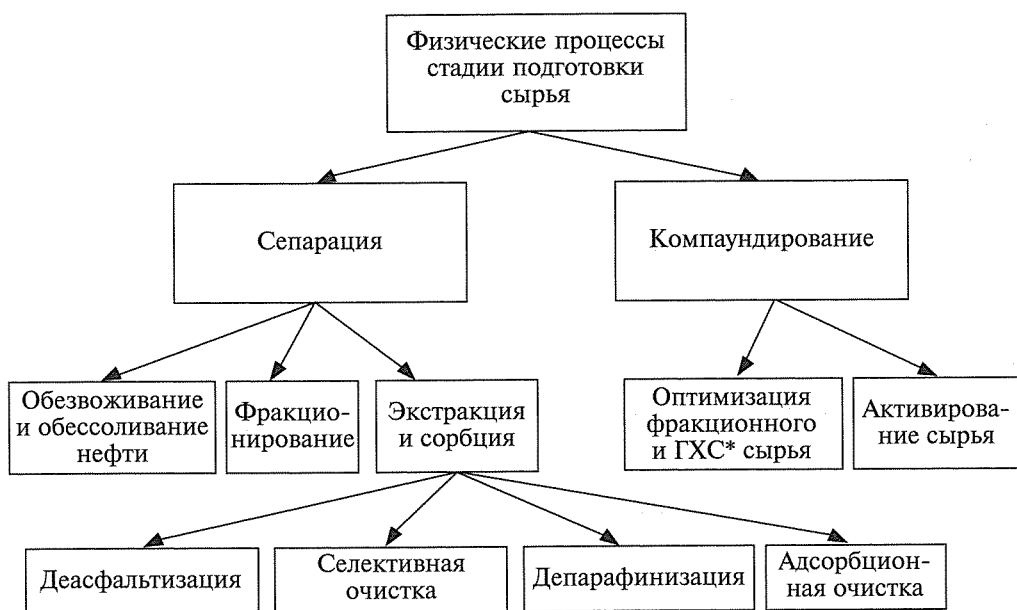 Физические процессы
стадии подготовки
сырья
Сепарация
Компаундирование
Обезвоживание
и обессоливание
нефти
Фракцио-
нирование
Экстракция
и сорбция
Оптимизация
фракционного
и ГХС* сырья
Активирова-
ние сырья
Деасфальтизация
Селективная
очистка
Депарафинизация
Адсорбцион-
ная очистка